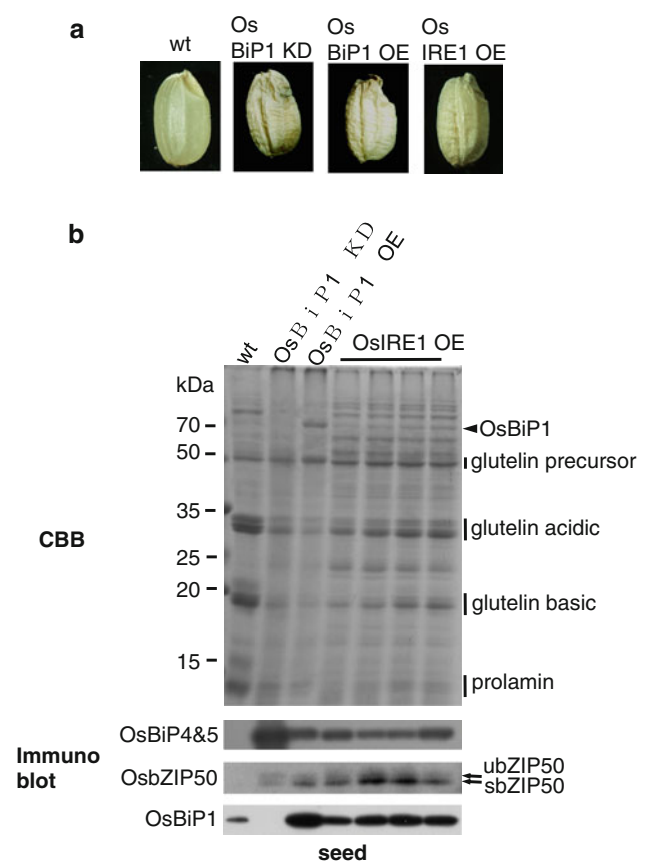 a
wt
Os
BiP1 KD
Os
BiP1 OE
Os
IRE1 OE
b
wt
OsBiP1 KD
OsBiP1 OE
OsIRE1 OE
kDa
70
50
35
25
20
15
CBB
OsBiP1
glutelin precursor
glutelin acidic
glutelin basic
prolamin
Immuno
blot
OsBiP4&5
OsbZIP50
OsBiP1
ubZIP50
sbZIP50
seed